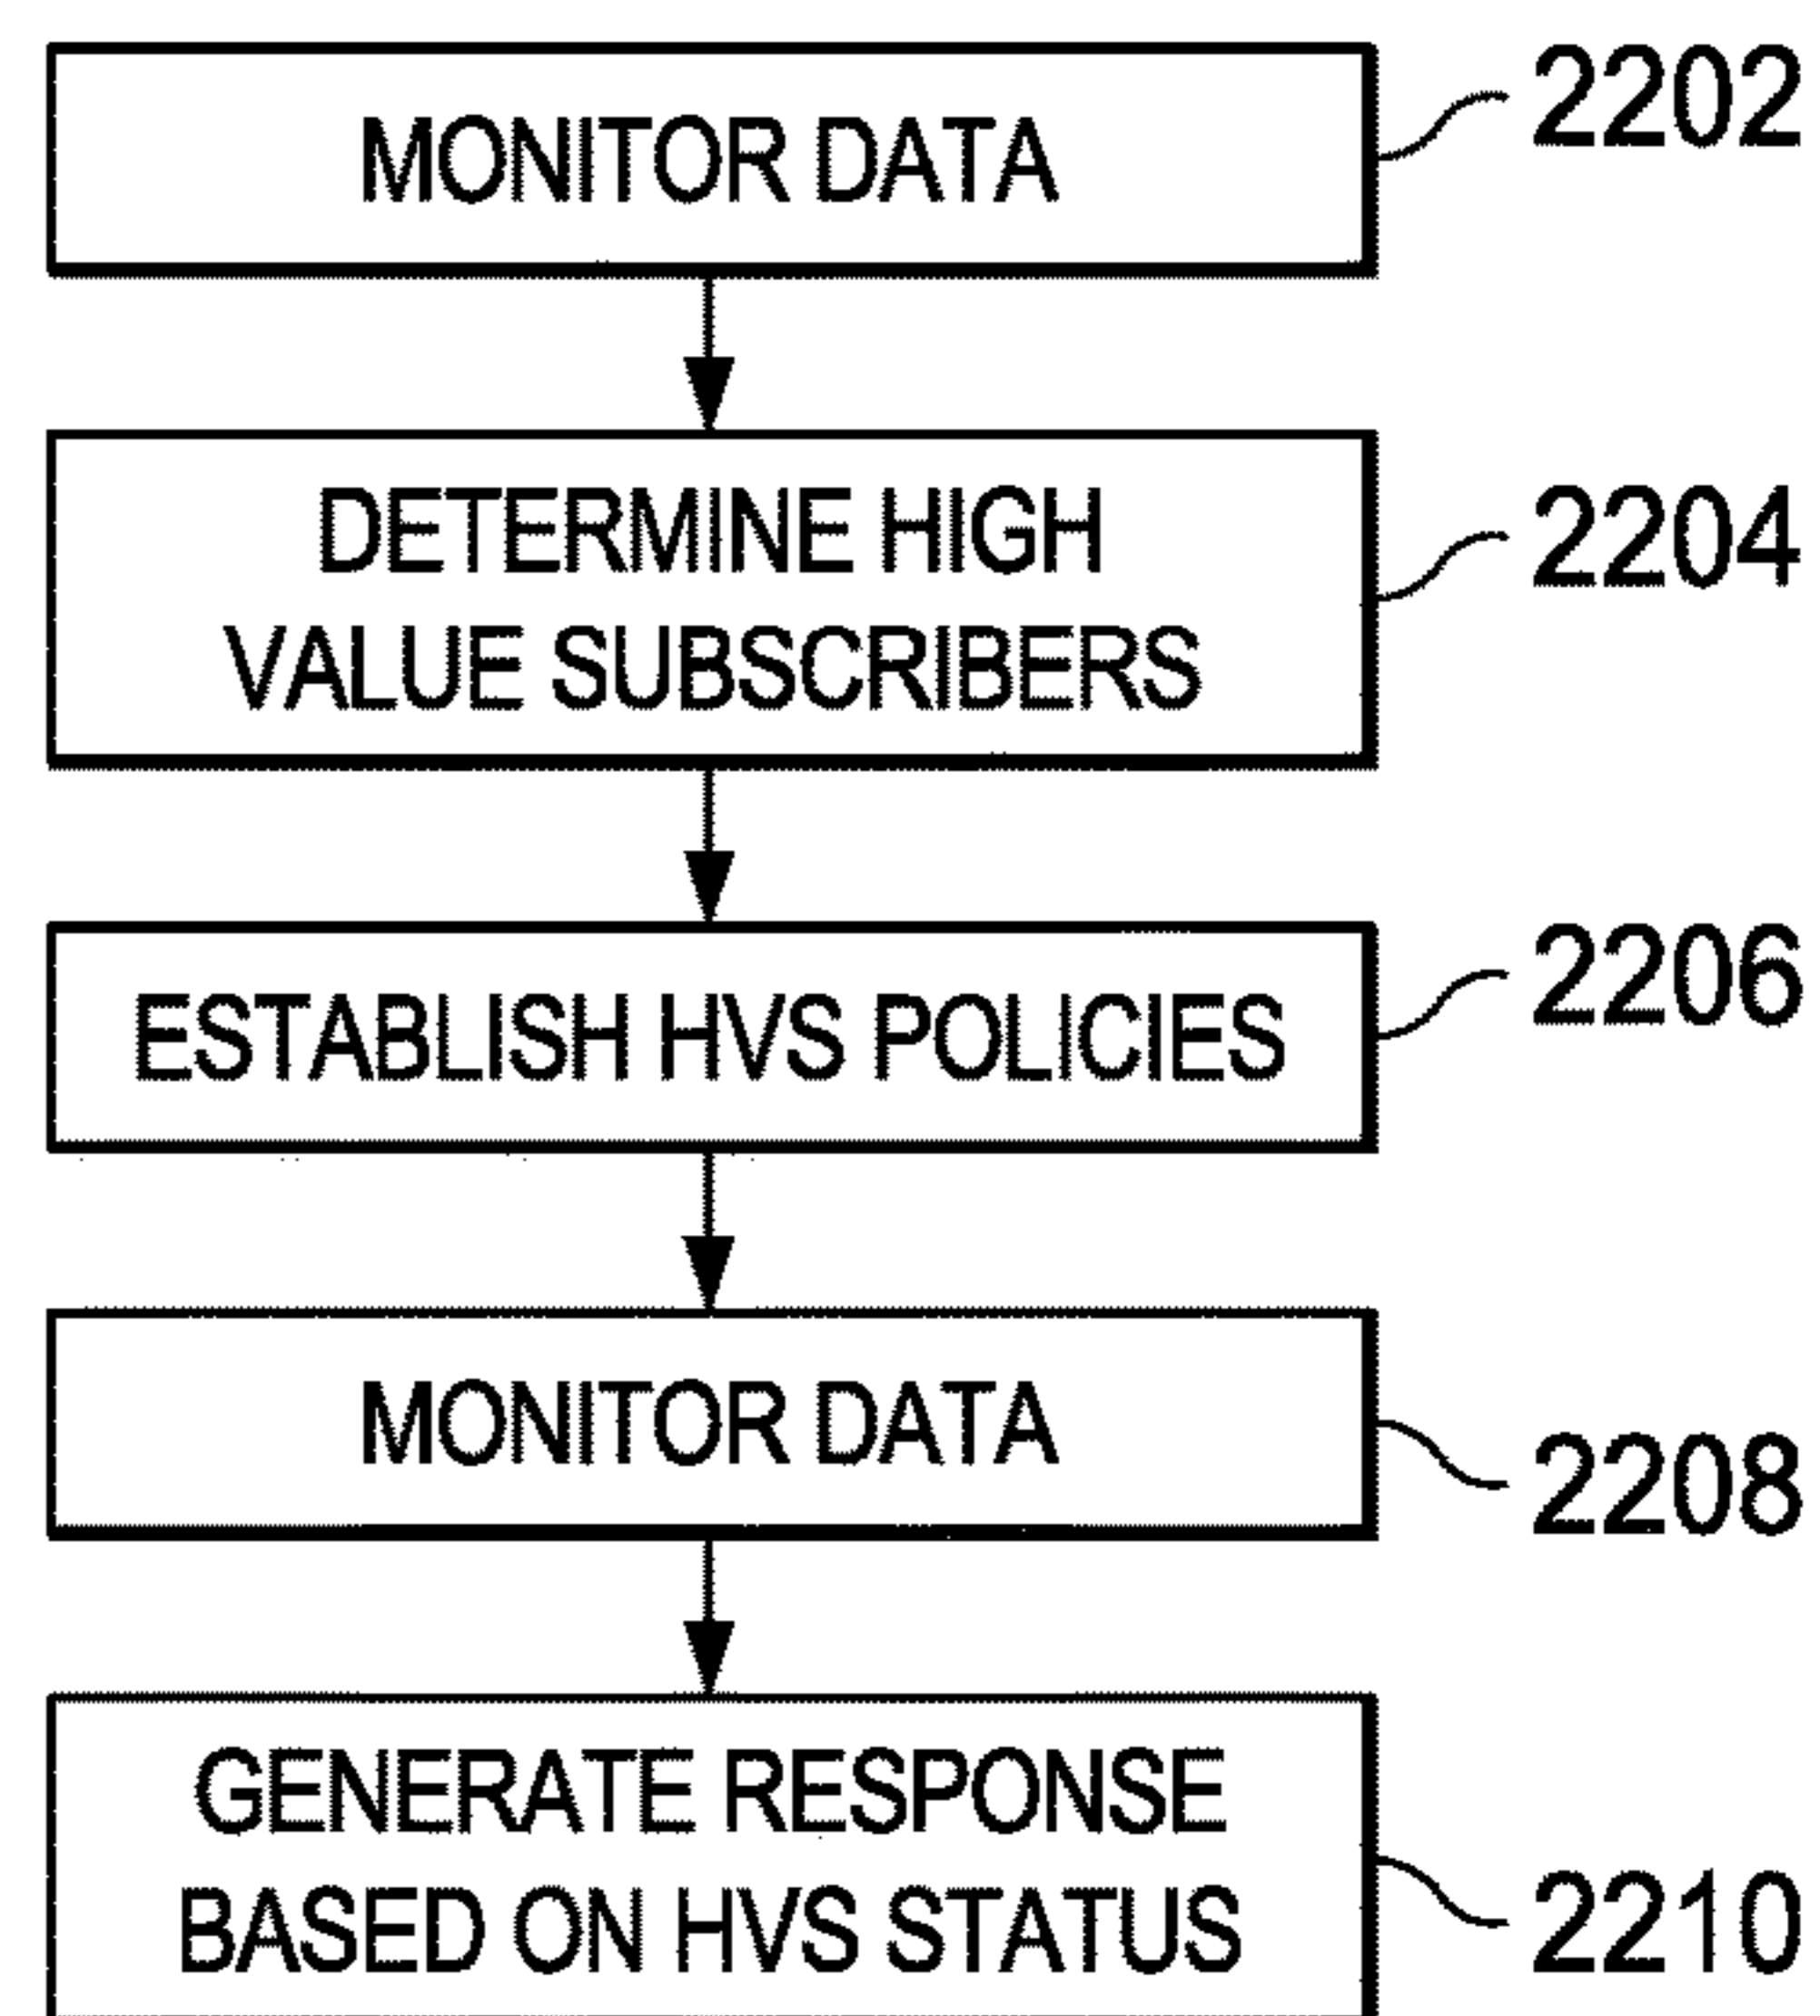 MONITOR DATA
2202
DETERMINE HIGH
VALUE SUBSCRIBERS
2204
ESTABLISH HVS POLICIES
2206
MONITOR DATA
2208
GENERATE RESPONSE
BASED ON HVS STATUS
2210